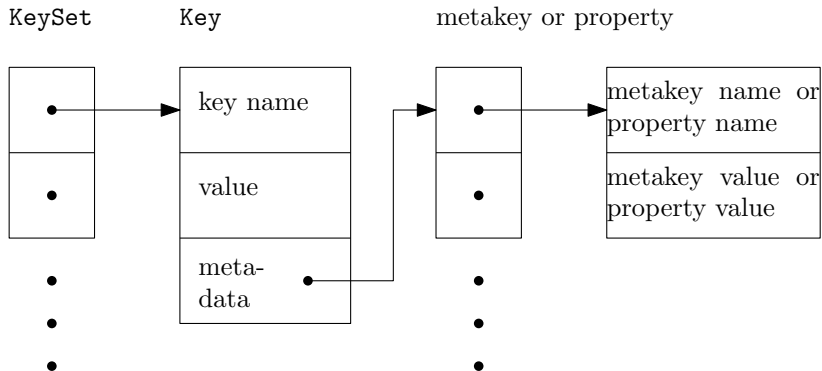 KeySet
Key
metakey or property
key name
value
meta-
data
metakey name or
property name
metakey value or
property value